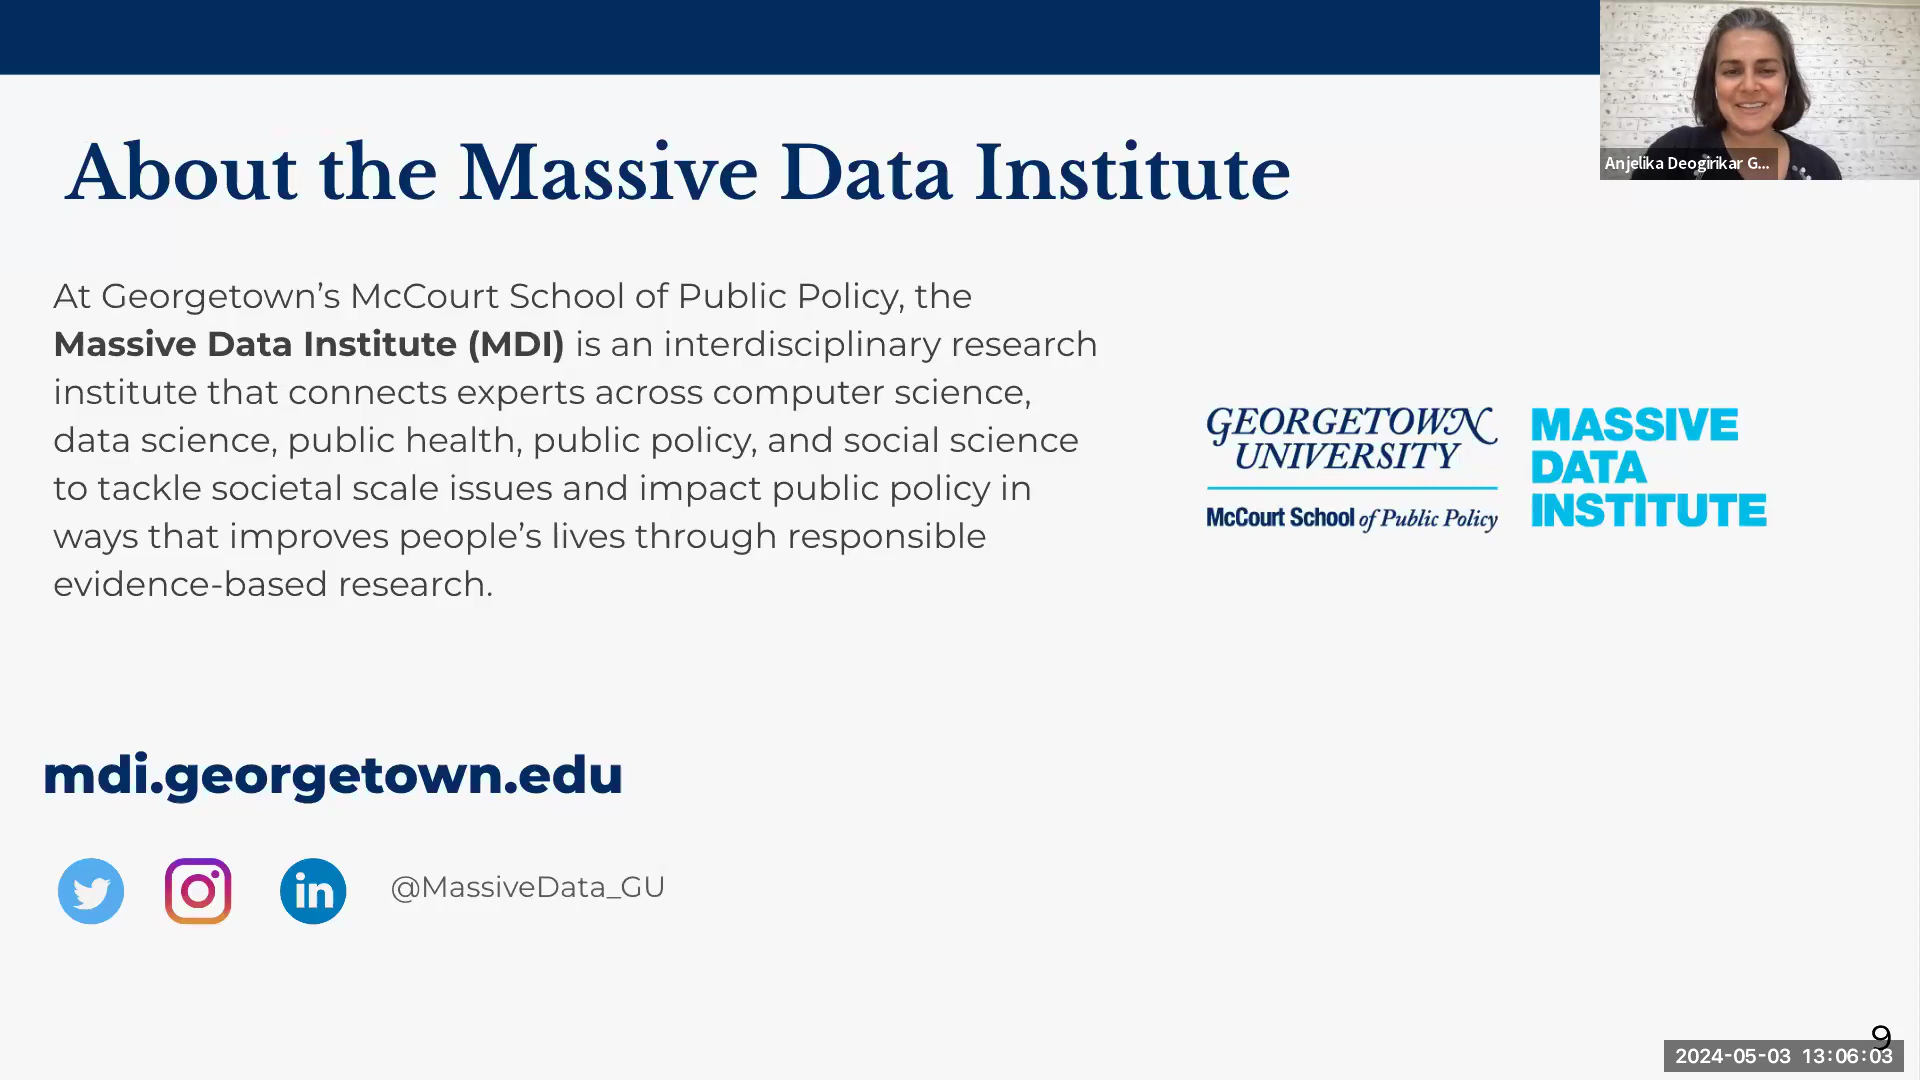 Anjelika Deogirikar G...
About the Massive Data Institute
At Georgetown’s McCourt School of Public Policy, the
Massive Data Institute (MDI) is an interdisciplinary research
institute that connects experts across computer science,
data science, public health, public policy, and social science
to tackle societal scale issues and impact public policy in
ways that improves people’s lives through responsible
evidence-based research.
GEORGETOWN
UNIVERSITY
McCourt School of Public Policy
MASSIVE
DATA
INSTITUTE
mdi.georgetown.edu
in
@MassiveData_GU
9
2024-05-03 13:06:03